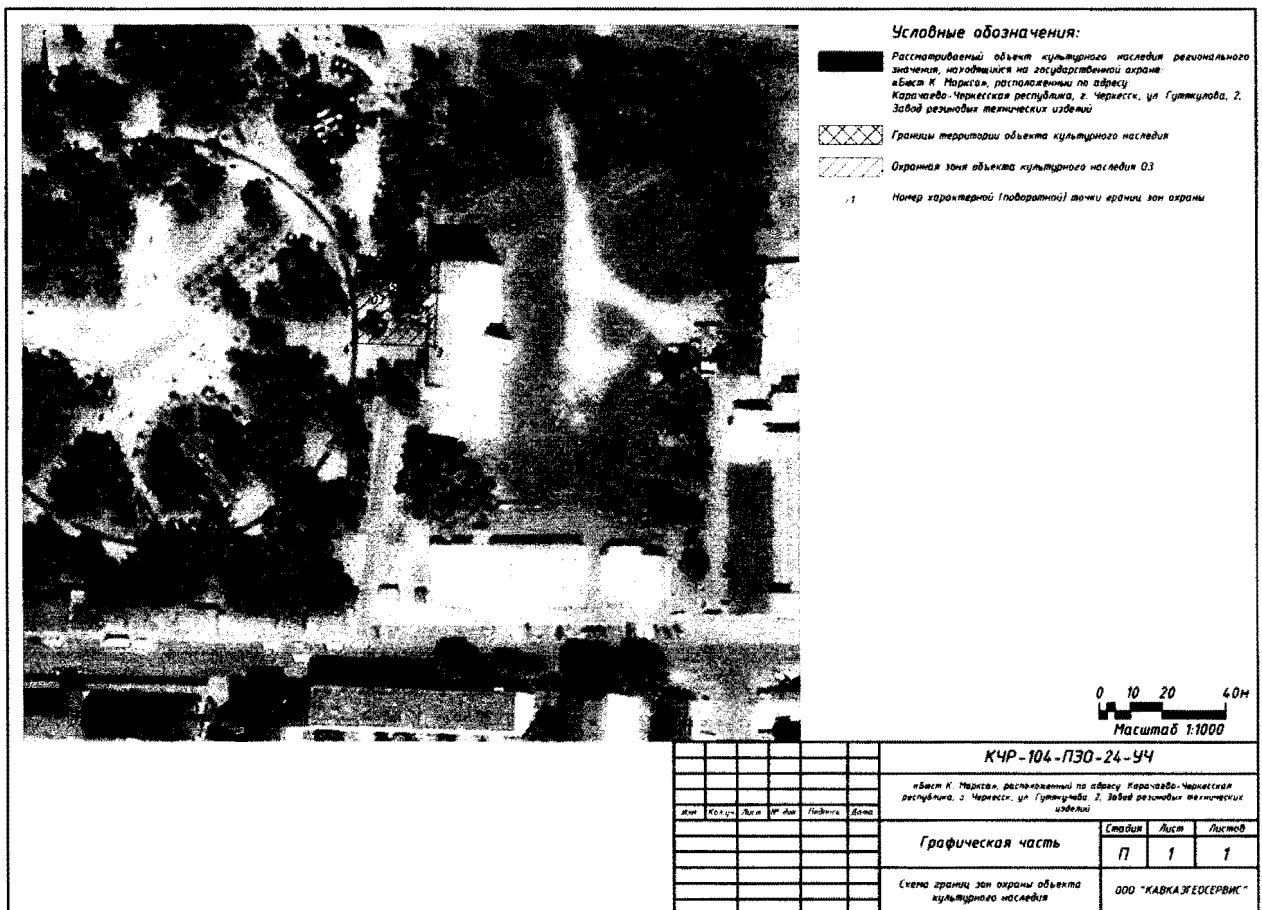 Условные обозначения:
Рассматриваемый объект культурного наследия регионального
значения, находящийся на государственной охране:
«Бюст К. Маркса», расположенный по адресу
Карачаево-Черкесская республика, г. Черкесск, ул. Гутякулова, 2,
Завод резиновых технических изделий
Границы территории объекта культурного наследия
Охранная зона объекта культурного наследия ОЗ
1 Номер характерной (поворотной) точки границ зон охраны
0 10 20 40м
Масштаб 1:1000
КЧР-104-ПЗО-24-УЧ
«Бюст К. Маркса», расположенный по адресу Карачаево-Черкесская
республика, г. Черкесск, ул. Гутякулова, 2, Завод резиновых технических
изделий
Изм Кол.уч Лист № док Подпись Дата
Графическая часть
Стадия Лист Листов
П 1 1
Схема границ зон охраны объекта
культурного наследия
ООО "КАВКАЗГЕОСЕРВИС"